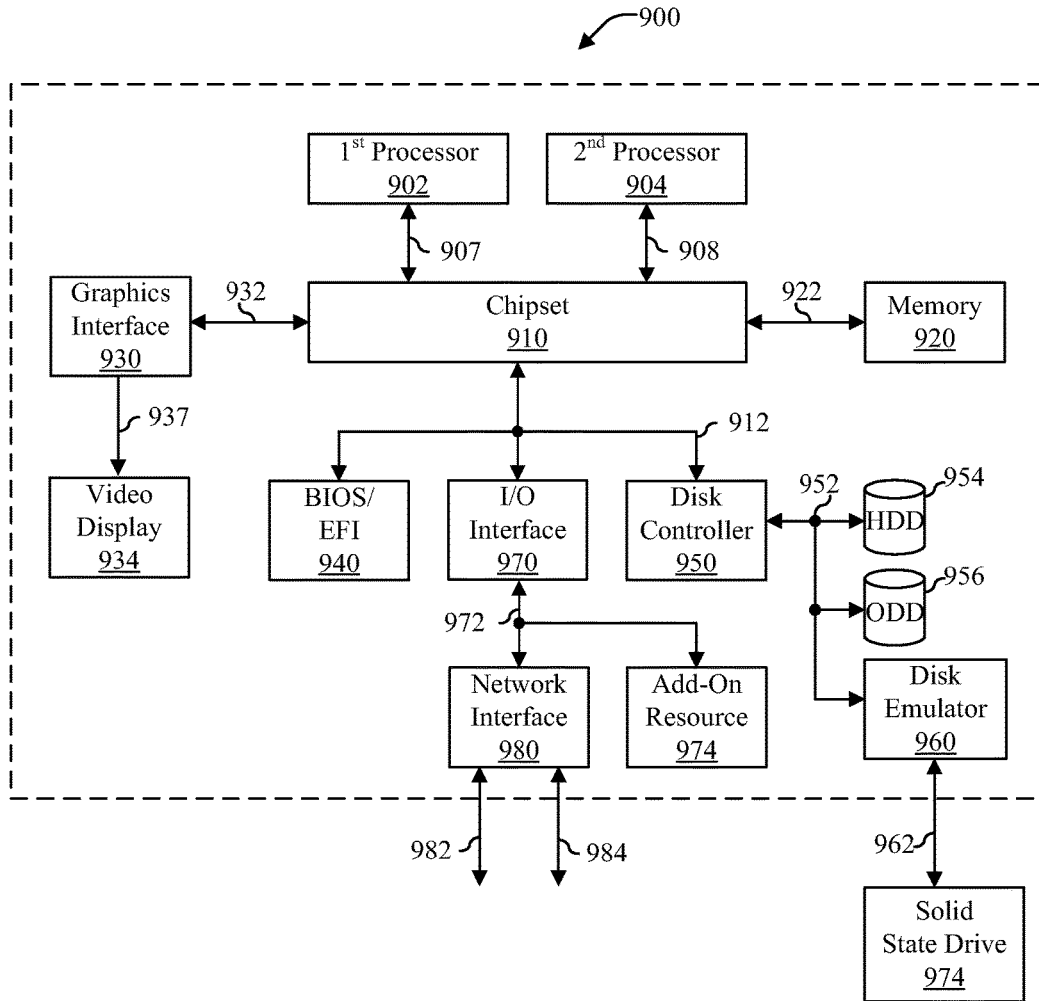 900
1st Processor
902
2nd Processor
904
907
908
Graphics
Interface
930
932
Chipset
910
922
Memory
920
937
912
Video
Display
934
BIOS/
EFI
940
I/O
Interface
970
Disk
Controller
950
952
HDD
954
ODD
956
972
Network
Interface
980
Add-On
Resource
974
Disk
Emulator
960
982
984
962
Solid
State Drive
974